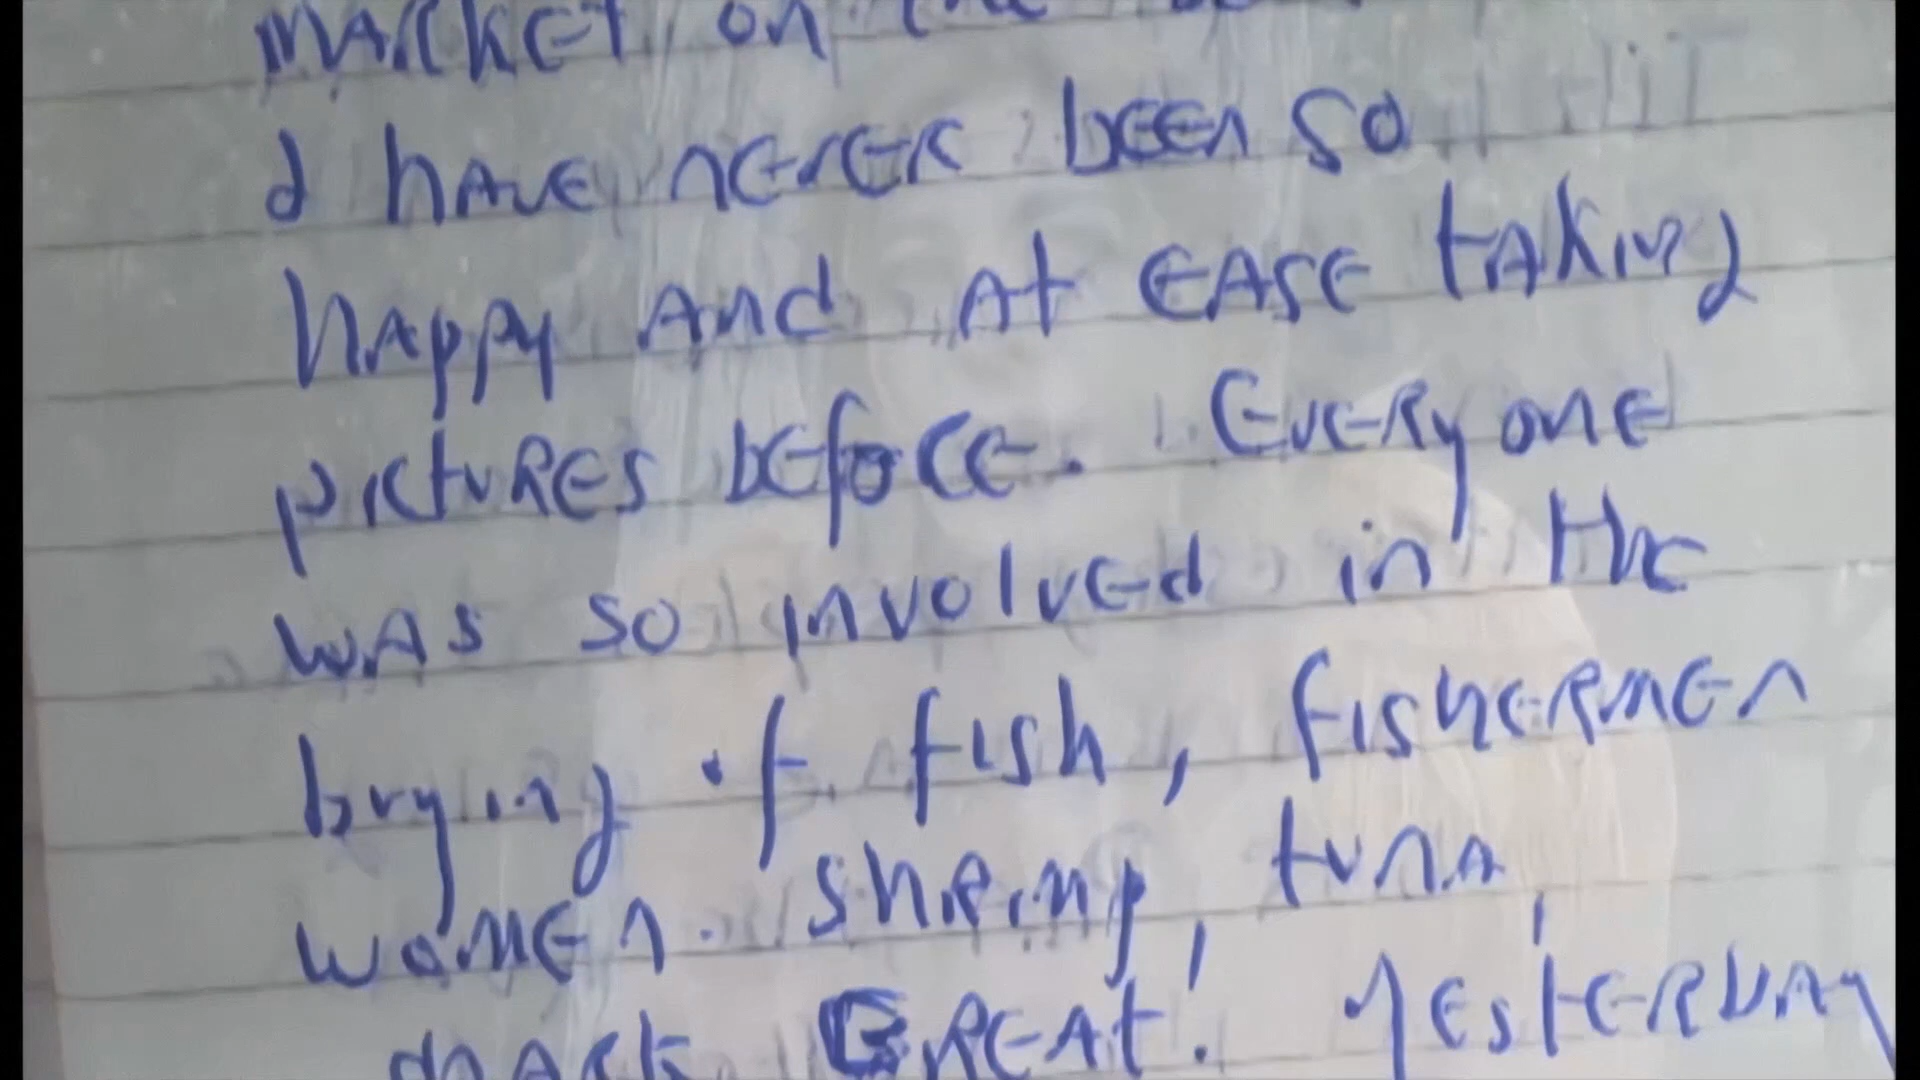 market on the
I have never been so
happy and at ease taking
pictures before. Everyone
was so involved in the
buying of fish, fishermen
women. shrimp, tuna,
Great! Yesterday